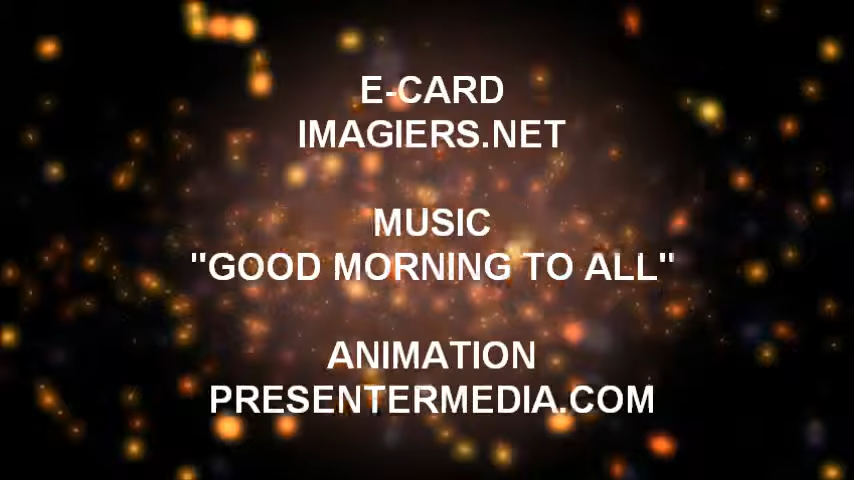 E-CARD
IMAGIERS.NET
MUSIC
"GOOD MORNING TO ALL"
ANIMATION
PRESENTERMEDIA.COM